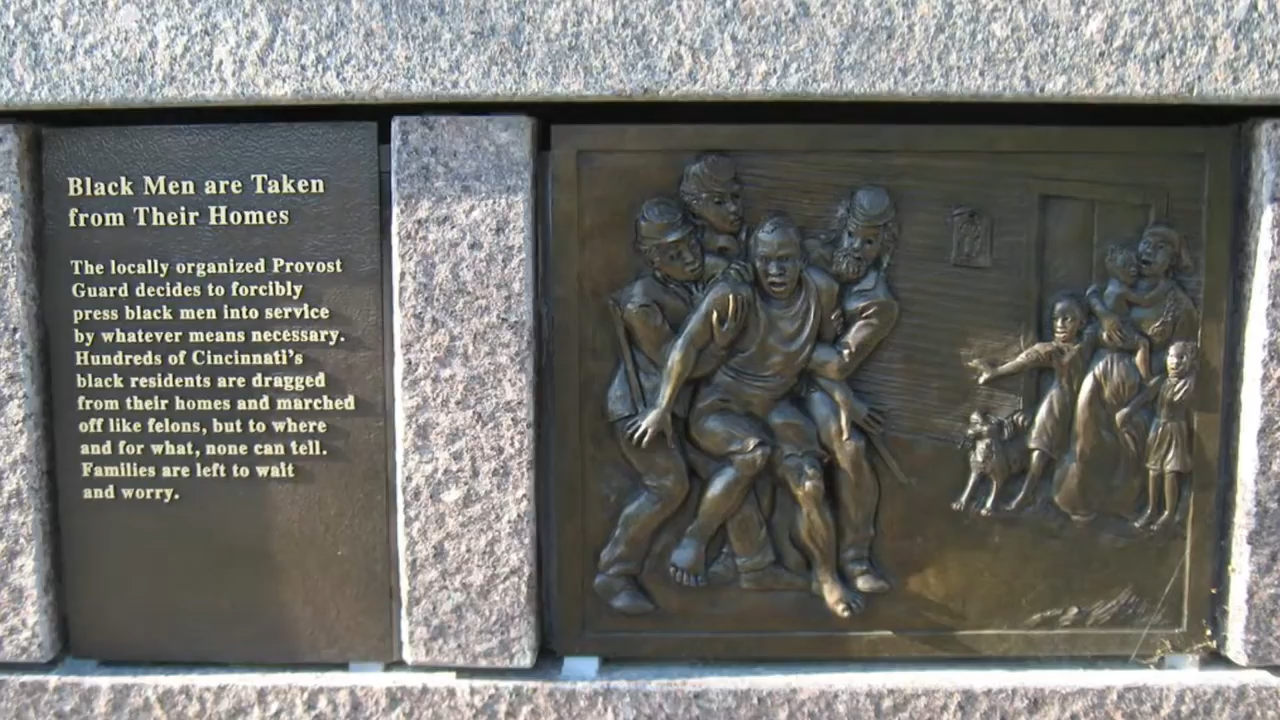 Black Men are Taken
from Their Homes
The locally organized Provost
Guard decides to forcibly
press black men into service
by whatever means necessary.
Hundreds of Cincinnati's
black residents are dragged
from their homes and marched
off like felons, but to where
and for what, none can tell.
Families are left to wait
and worry.